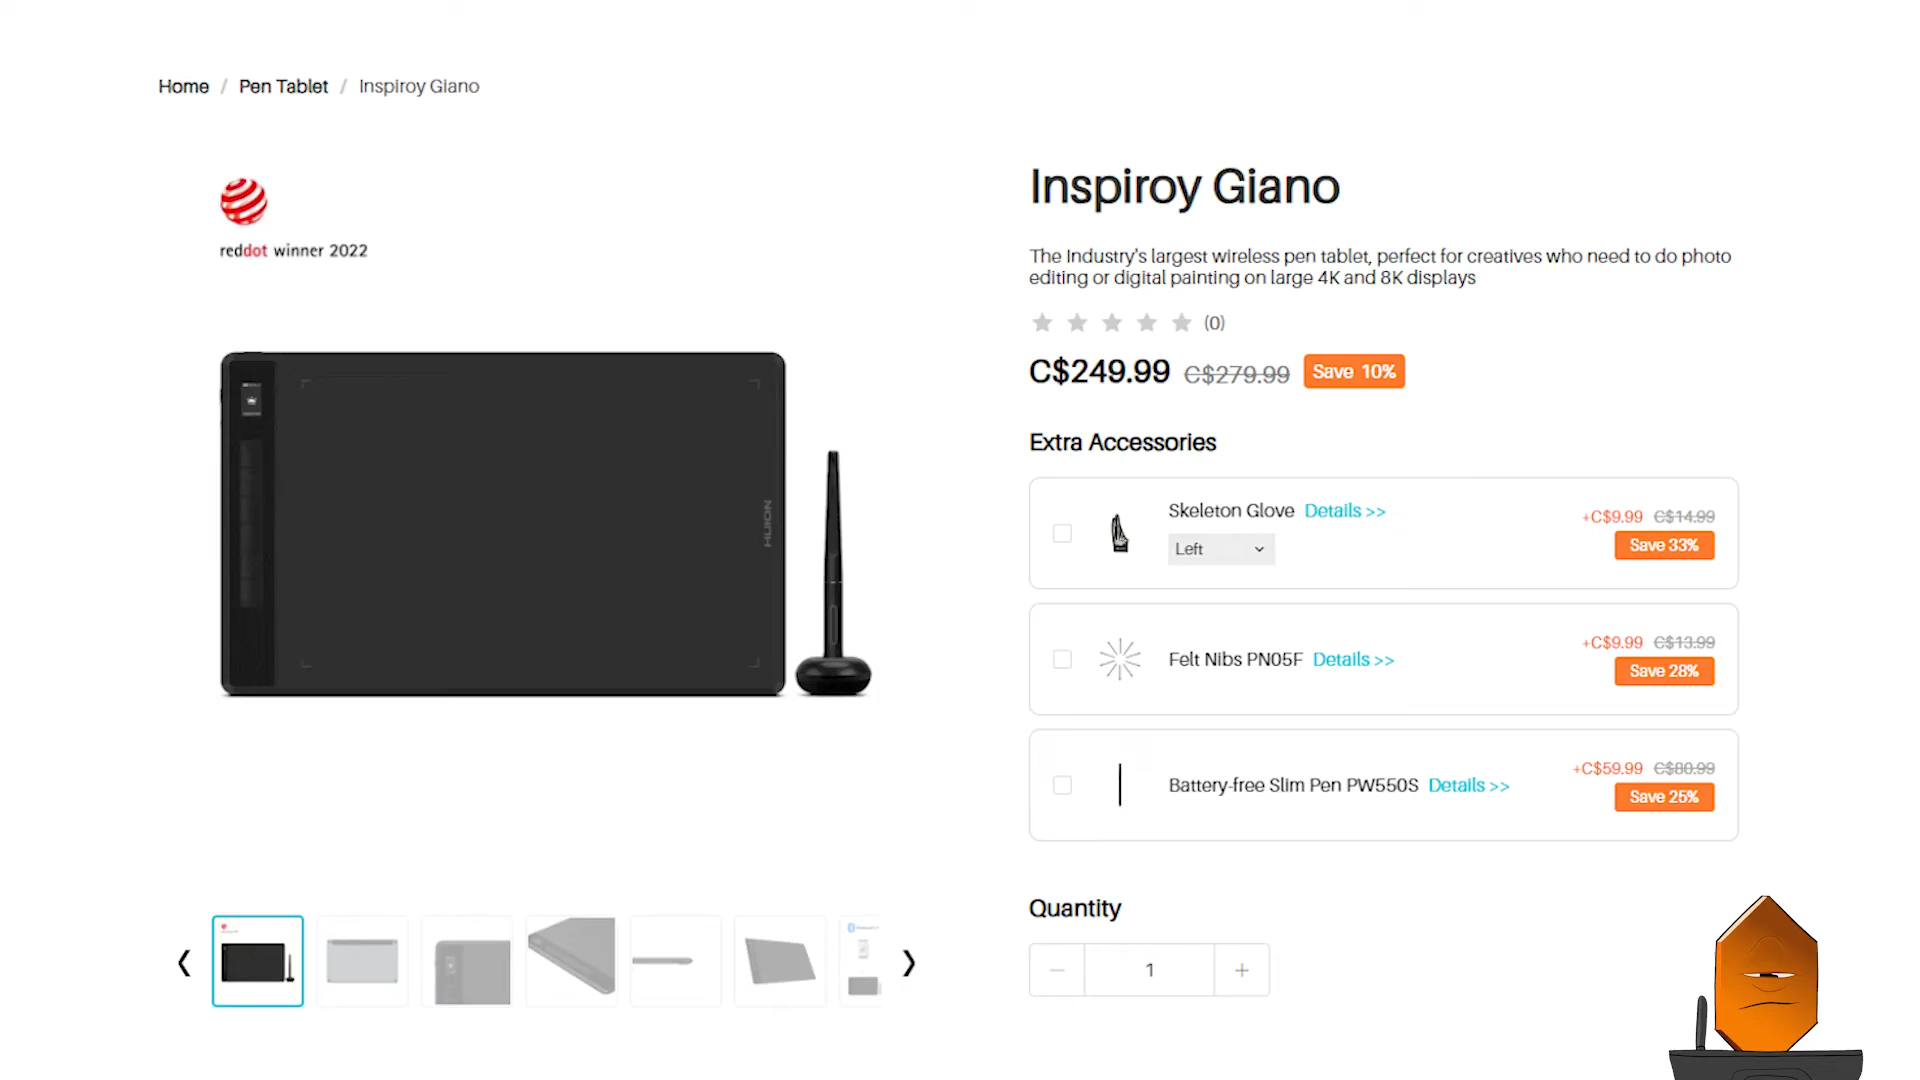 Home / Pen Tablet / Inspiroy Giano
reddot winner 2022
HUION
Inspiroy Giano
The Industry's largest wireless pen tablet, perfect for creatives who need to do photo
editing or digital painting on large 4K and 8K displays
(0)
C$249.99 C$279.99 Save 10%
Extra Accessories
Skeleton Glove Details >>
Left
+C$9.99 C$14.99
Save 33%
Felt Nibs PN05F Details >>
+C$9.99 C$13.99
Save 28%
Battery-free Slim Pen PW550S Details >>
+C$59.99 C$80.99
Save 25%
Quantity
− 1 +